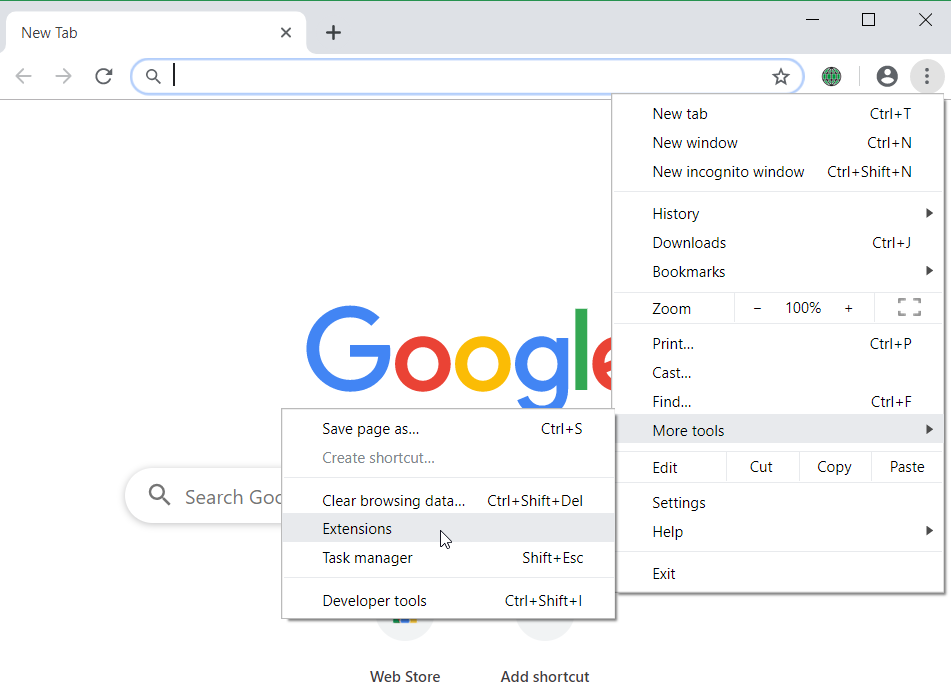 New Tab
New tab Ctrl+T
New window Ctrl+N
New incognito window Ctrl+Shift+N
History
Downloads Ctrl+J
Bookmarks
Zoom − 100% +
Print... Ctrl+P
Cast...
Find... Ctrl+F
More tools
Edit Cut Copy Paste
Settings
Help
Exit
Google
Save page as... Ctrl+S
Create shortcut...
Clear browsing data... Ctrl+Shift+Del
Extensions
Task manager Shift+Esc
Developer tools Ctrl+Shift+I
Search Goo
Web Store Add shortcut